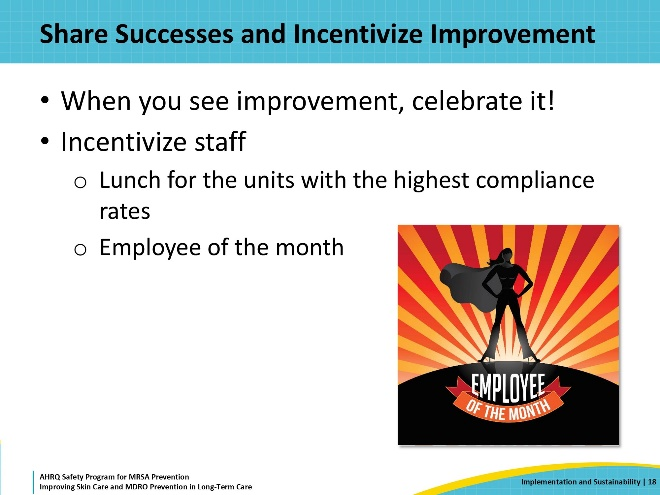 Share Successes and Incentivize Improvement
• When you see improvement, celebrate it!
• Incentivize staff
o Lunch for the units with the highest compliance
rates
o Employee of the month
EMPLOYEE
OF THE MONTH
AHRQ Safety Program for MRSA Prevention
Improving Skin Care and MDRO Prevention in Long-Term Care
Implementation and Sustainability | 18